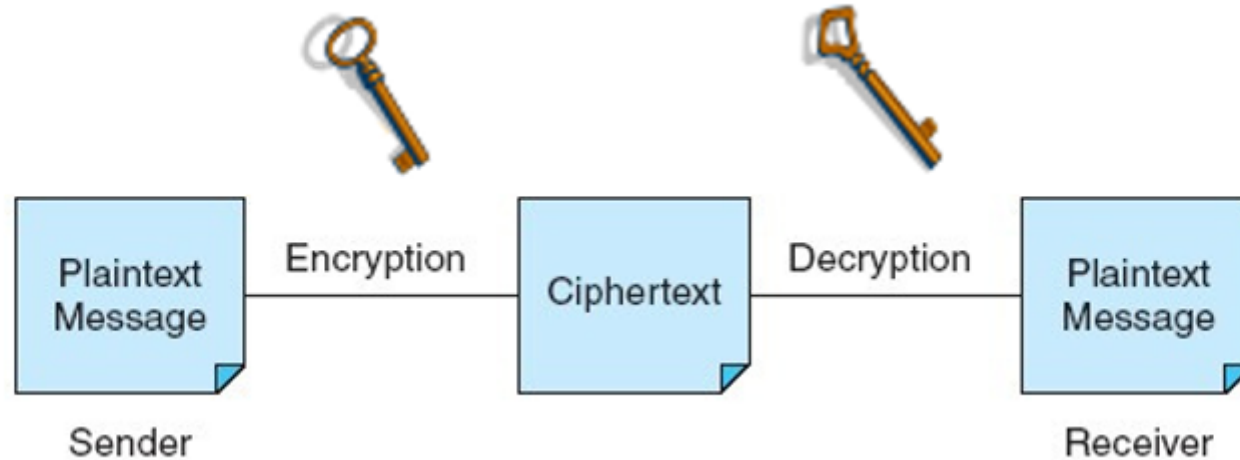 Plaintext
Message
Encryption
Ciphertext
Decryption
Plaintext
Message
Sender
Receiver